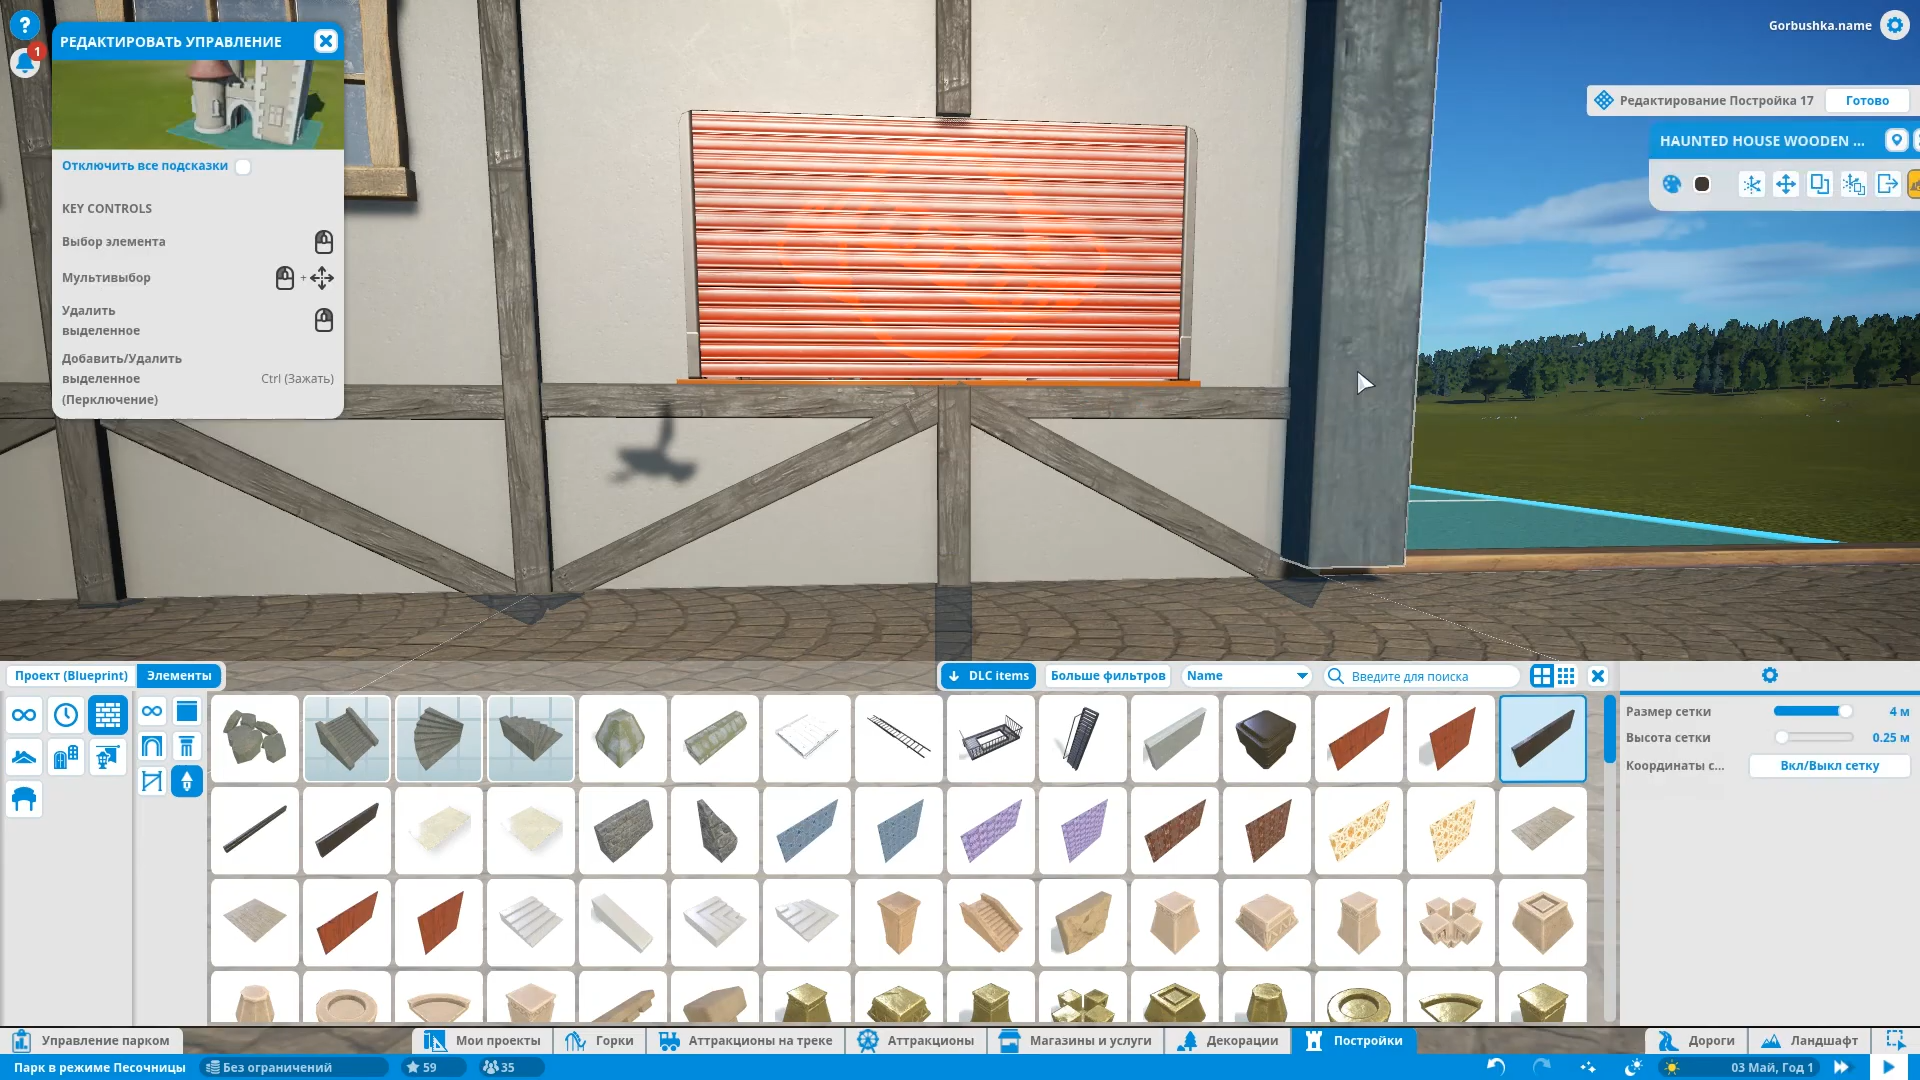 РЕДАКТИРОВАТЬ УПРАВЛЕНИЕ
Отключить все подсказки
KEY CONTROLS
Выбор элемента
Мультивыбор
+
Удалить
выделенное
Добавить/Удалить
выделенное
(Переключение)
Ctrl (Зажать)
?
1
Gorbushka.name
Редактирование Постройка 17
Готово
HAUNTED HOUSE WOODEN ...
Проект (Blueprint)
Элементы
DLC items
Больше фильтров
Name
Введите для поиска
Размер сетки
4 м
Высота сетки
0.25 м
Координаты с...
Вкл/Выкл сетку
Управление парком
Мои проекты
Горки
Аттракционы на треке
Аттракционы
Магазины и услуги
Декорации
Постройки
Дороги
Ландшафт
Парк в режиме Песочницы
Без ограничений
59
35
03 Май, Год 1